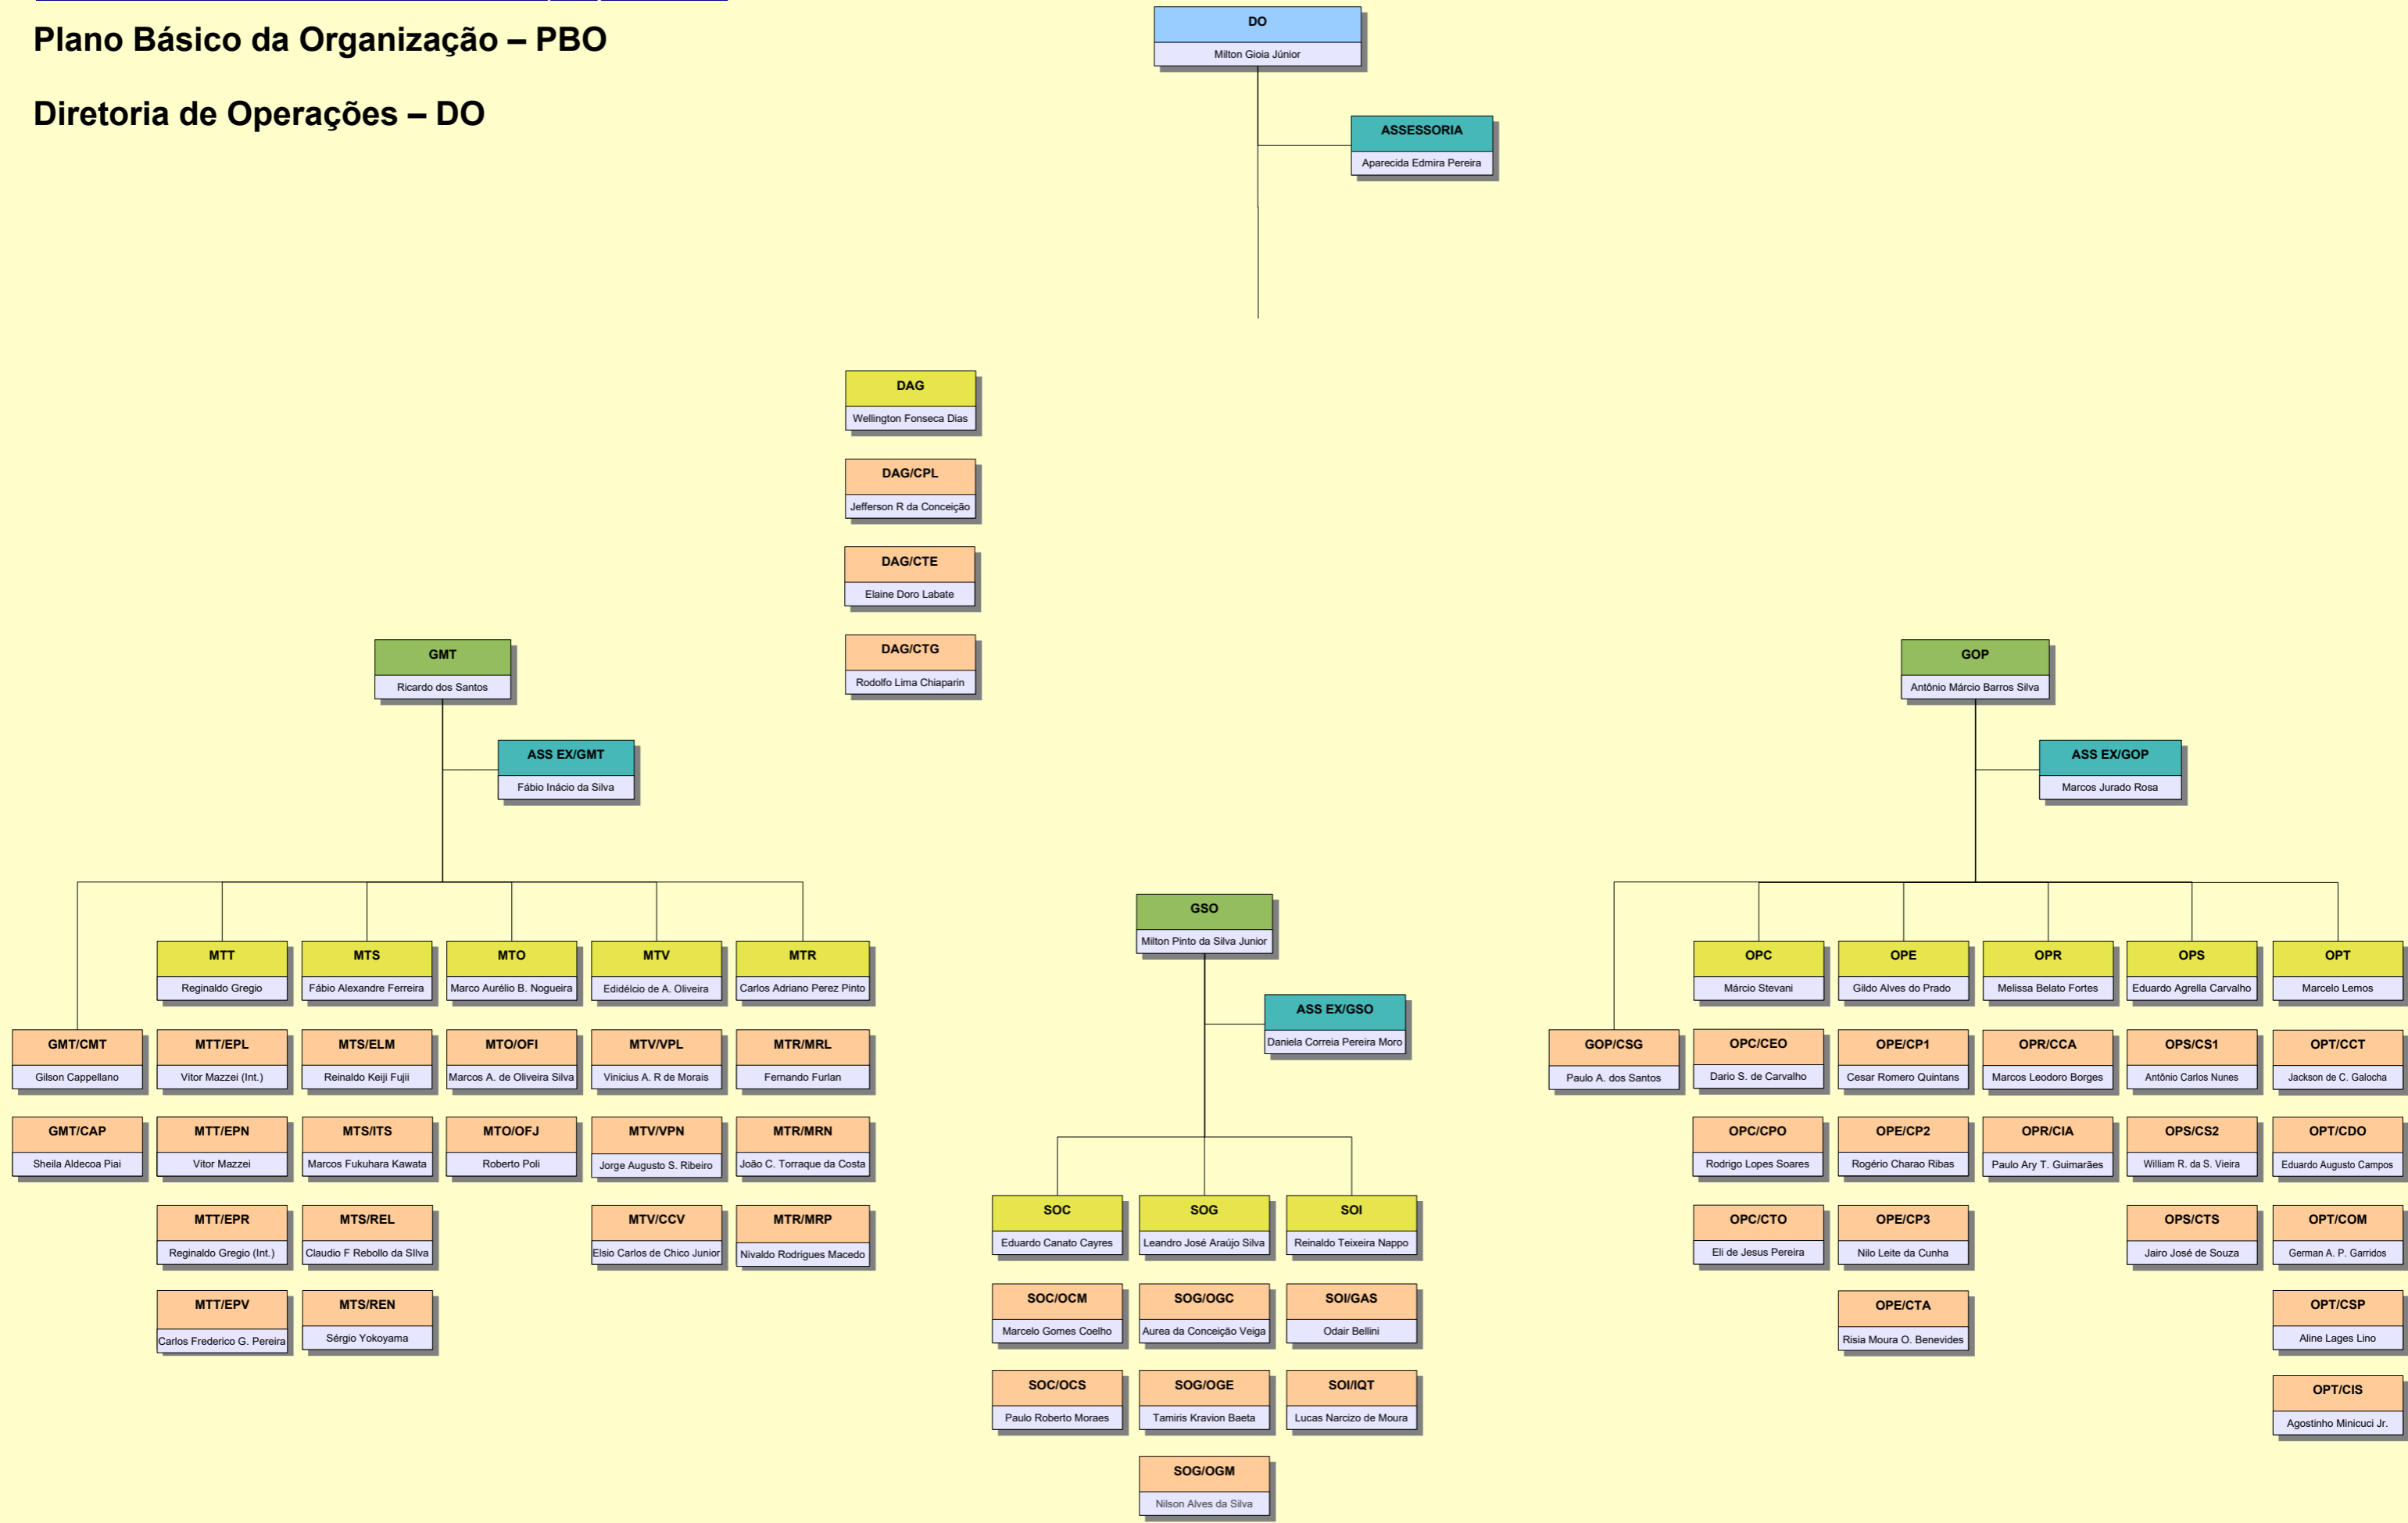 Plano Básico da Organização – PBO
Diretoria de Operações – DO
DO
Milton Gioia Júnior
ASSESSORIA
Aparecida Edmira Pereira
DAG
Wellington Fonseca Dias
DAG/CPL
Jefferson R da Conceição
DAG/CTE
Elaine Doro Labate
DAG/CTG
Rodolfo Lima Chiaparin
GMT
Ricardo dos Santos
ASS EX/GMT
Fábio Inácio da Silva
GMT/CMT
Gilson Cappellano
GMT/CAP
Sheila Aldecoa Piai
MTT
Reginaldo Gregio
MTT/EPL
Vitor Mazzei (Int.)
MTT/EPN
Vitor Mazzei
MTT/EPR
Reginaldo Gregio (Int.)
MTT/EPV
Carlos Frederico G. Pereira
MTS
Fábio Alexandre Ferreira
MTS/ELM
Reinaldo Keiji Fujii
MTS/ITS
Marcos Fukuhara Kawata
MTS/REL
Claudio F Rebollo da SIlva
MTS/REN
Sérgio Yokoyama
MTO
Marco Aurélio B. Nogueira
MTO/OFI
Marcos A. de Oliveira Silva
MTO/OFJ
Roberto Poli
MTV
Edidélcio de A. Oliveira
MTV/VPL
Vinicius A. R de Morais
MTV/VPN
Jorge Augusto S. Ribeiro
MTV/CCV
Elsio Carlos de Chico Junior
MTR
Carlos Adriano Perez Pinto
MTR/MRL
Fernando Furlan
MTR/MRN
João C. Torraque da Costa
MTR/MRP
Nivaldo Rodrigues Macedo
GSO
Milton Pinto da Silva Junior
ASS EX/GSO
Daniela Correia Pereira Moro
SOC
Eduardo Canato Cayres
SOC/OCM
Marcelo Gomes Coelho
SOC/OCS
Paulo Roberto Moraes
SOG
Leandro José Araújo Silva
SOG/OGC
Aurea da Conceição Veiga
SOG/OGE
Tamiris Kravion Baeta
SOG/OGM
Nilson Alves da Silva
SOI
Reinaldo Teixeira Nappo
SOI/GAS
Odair Bellini
SOI/IQT
Lucas Narcizo de Moura
GOP
Antônio Márcio Barros Silva
ASS EX/GOP
Marcos Jurado Rosa
GOP/CSG
Paulo A. dos Santos
OPC
Márcio Stevani
OPC/CEO
Dario S. de Carvalho
OPC/CPO
Rodrigo Lopes Soares
OPC/CTO
Eli de Jesus Pereira
OPE
Gildo Alves do Prado
OPE/CP1
Cesar Romero Quintans
OPE/CP2
Rogério Charao Ribas
OPE/CP3
Nilo Leite da Cunha
OPE/CTA
Risia Moura O. Benevides
OPR
Melissa Belato Fortes
OPR/CCA
Marcos Leodoro Borges
OPR/CIA
Paulo Ary T. Guimarães
OPS
Eduardo Agrella Carvalho
OPS/CS1
Antônio Carlos Nunes
OPS/CS2
William R. da S. Vieira
OPS/CTS
Jairo José de Souza
OPT
Marcelo Lemos
OPT/CCT
Jackson de C. Galocha
OPT/CDO
Eduardo Augusto Campos
OPT/COM
German A. P. Garridos
OPT/CSP
Aline Lages Lino
OPT/CIS
Agostinho Minicuci Jr.